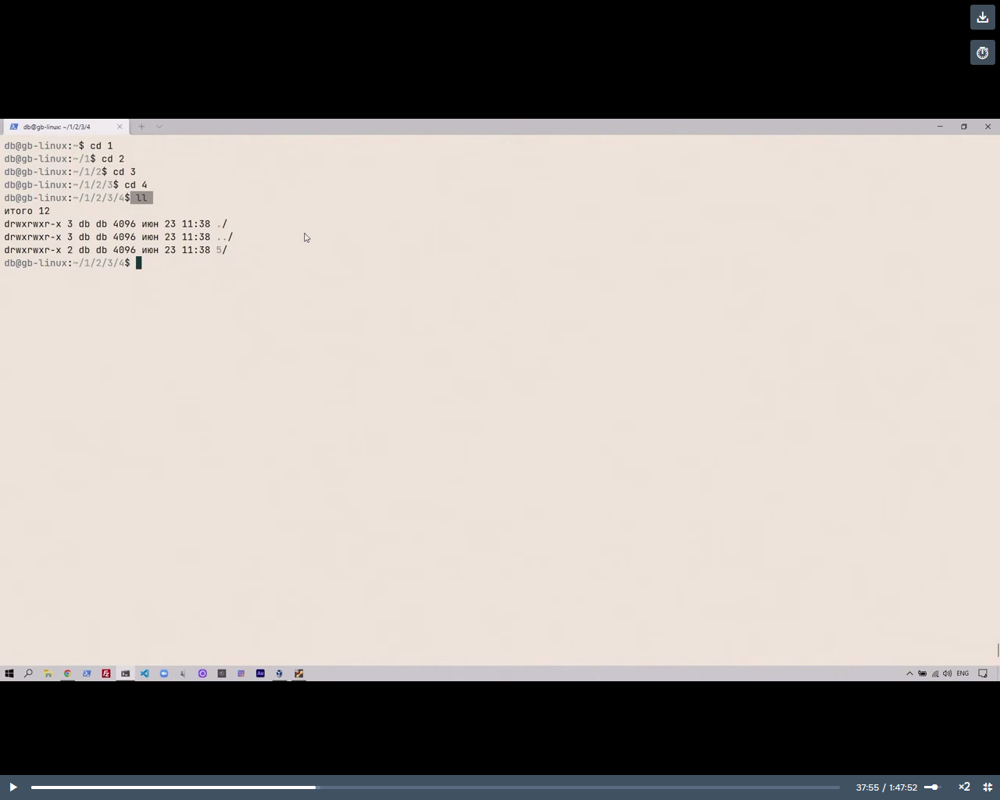 db@gb-linux: ~/1/2/3/4
db@gb-linux:~$ cd 1
db@gb-linux:~/1$ cd 2
db@gb-linux:~/1/2$ cd 3
db@gb-linux:~/1/2/3$ cd 4
db@gb-linux:~/1/2/3/4$ ll
итого 12
drwxrwxr-x 3 db db 4096 июн 23 11:38 ./
drwxrwxr-x 3 db db 4096 июн 23 11:38 ../
drwxrwxr-x 2 db db 4096 июн 23 11:38 5/
db@gb-linux:~/1/2/3/4$
Fz Au ENG
37:55 / 1:47:52 ×2